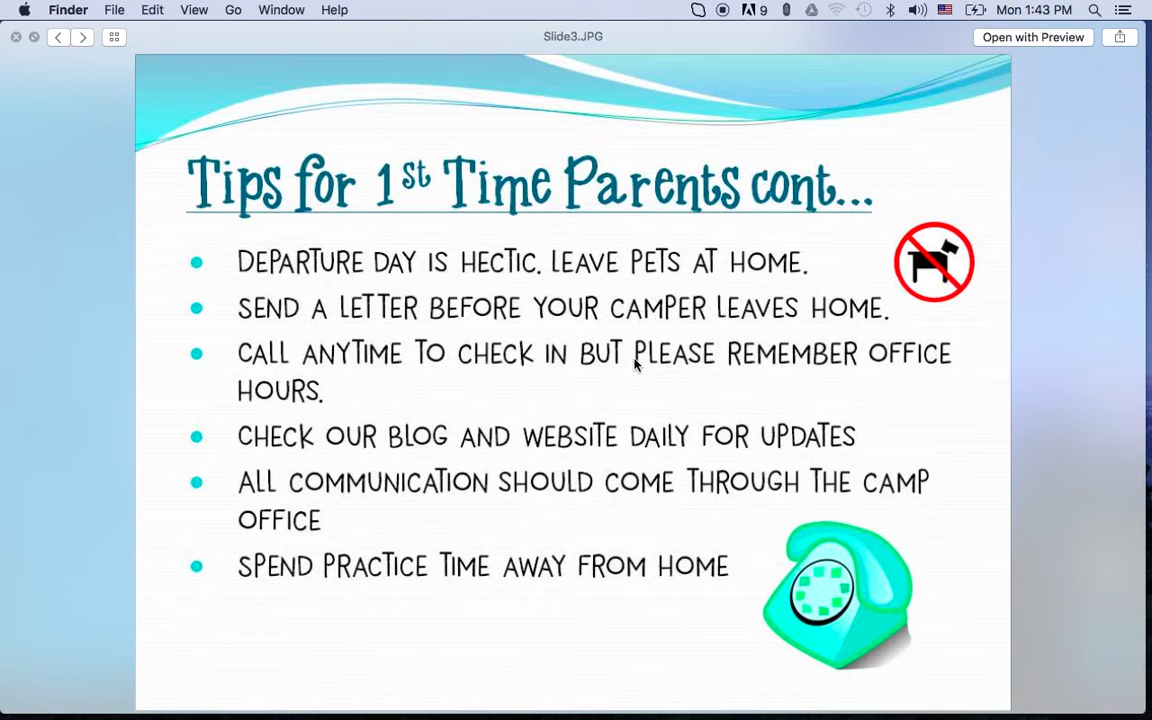 Finder File Edit View Go Window Help 9 Mon 1:43 PM
Slide3.JPG
Open with Preview
Tips for 1st Time Parents cont...
DEPARTURE DAY IS HECTIC. LEAVE PETS AT HOME.
SEND A LETTER BEFORE YOUR CAMPER LEAVES HOME.
CALL ANYTIME TO CHECK IN BUT PLEASE REMEMBER OFFICE
HOURS.
CHECK OUR BLOG AND WEBSITE DAILY FOR UPDATES
ALL COMMUNICATION SHOULD COME THROUGH THE CAMP
OFFICE
SPEND PRACTICE TIME AWAY FROM HOME